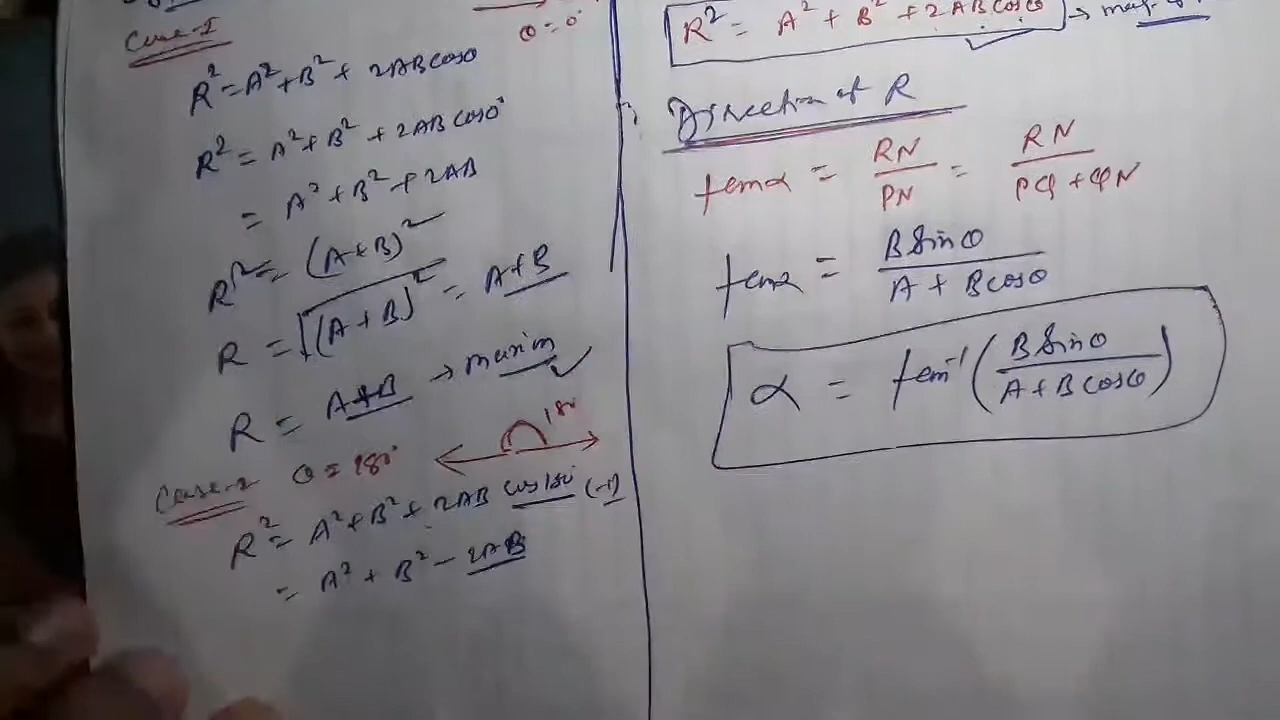 Case-I
θ=0°
R²=A²+B²+2ABcosθ
R²=A²+B²+2ABcos0°
=A²+B²+2AB
R²=(A+B)²
R=√(A+B)²=A+B
R=A+B→maxim
Case-2 θ=180° 180
R²=A²+B²+2AB cos180° (-1)
=A²+B²-2AB
R²=A²+B²+2ABcosθ→
Direction of R
tanα=RN/PN=RN/PQ+QN
tanα=Bsinθ/A+Bcosθ
α=tan⁻¹(Bsinθ/A+Bcosθ)